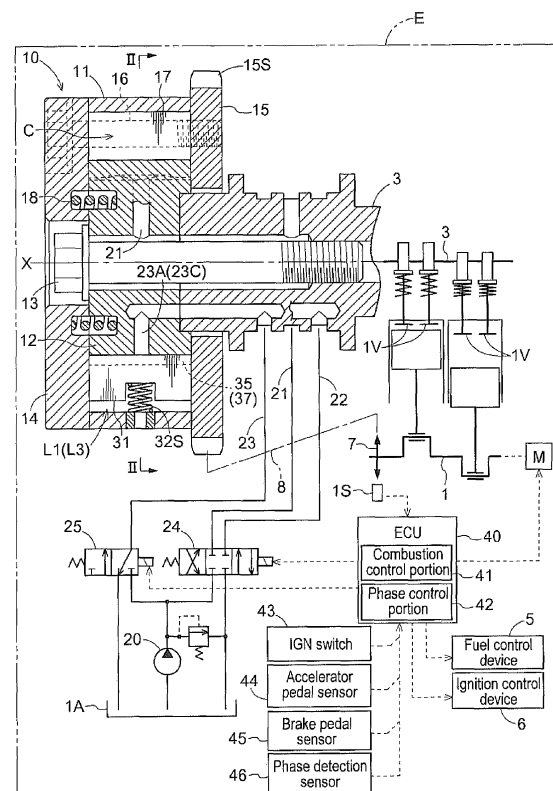 E
10
11
II
16
17
15S
15
C
3
18
21
X
23A(23C)
3
13
12
1V
1V
35
(37)
21
22
14
31
32S
L1(L3)
23
7
II
8
1S
1
M
25
24
ECU
40
Combustion
control portion
41
Phase control
portion
42
20
43
IGN switch
5
Fuel control
device
44
Accelerator
pedal sensor
Ignition control
device
6
1A
45
Brake pedal
sensor
46
Phase detection
sensor